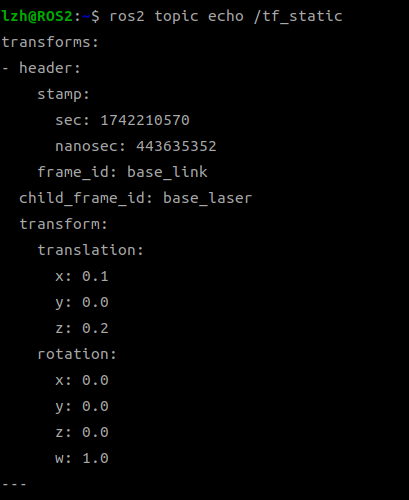 lzh@ROS2:~$ ros2 topic echo /tf_static
transforms:
- header:
    stamp:
      sec: 1742210570
      nanosec: 443635352
    frame_id: base_link
  child_frame_id: base_laser
  transform:
    translation:
      x: 0.1
      y: 0.0
      z: 0.2
    rotation:
      x: 0.0
      y: 0.0
      z: 0.0
      w: 1.0
---